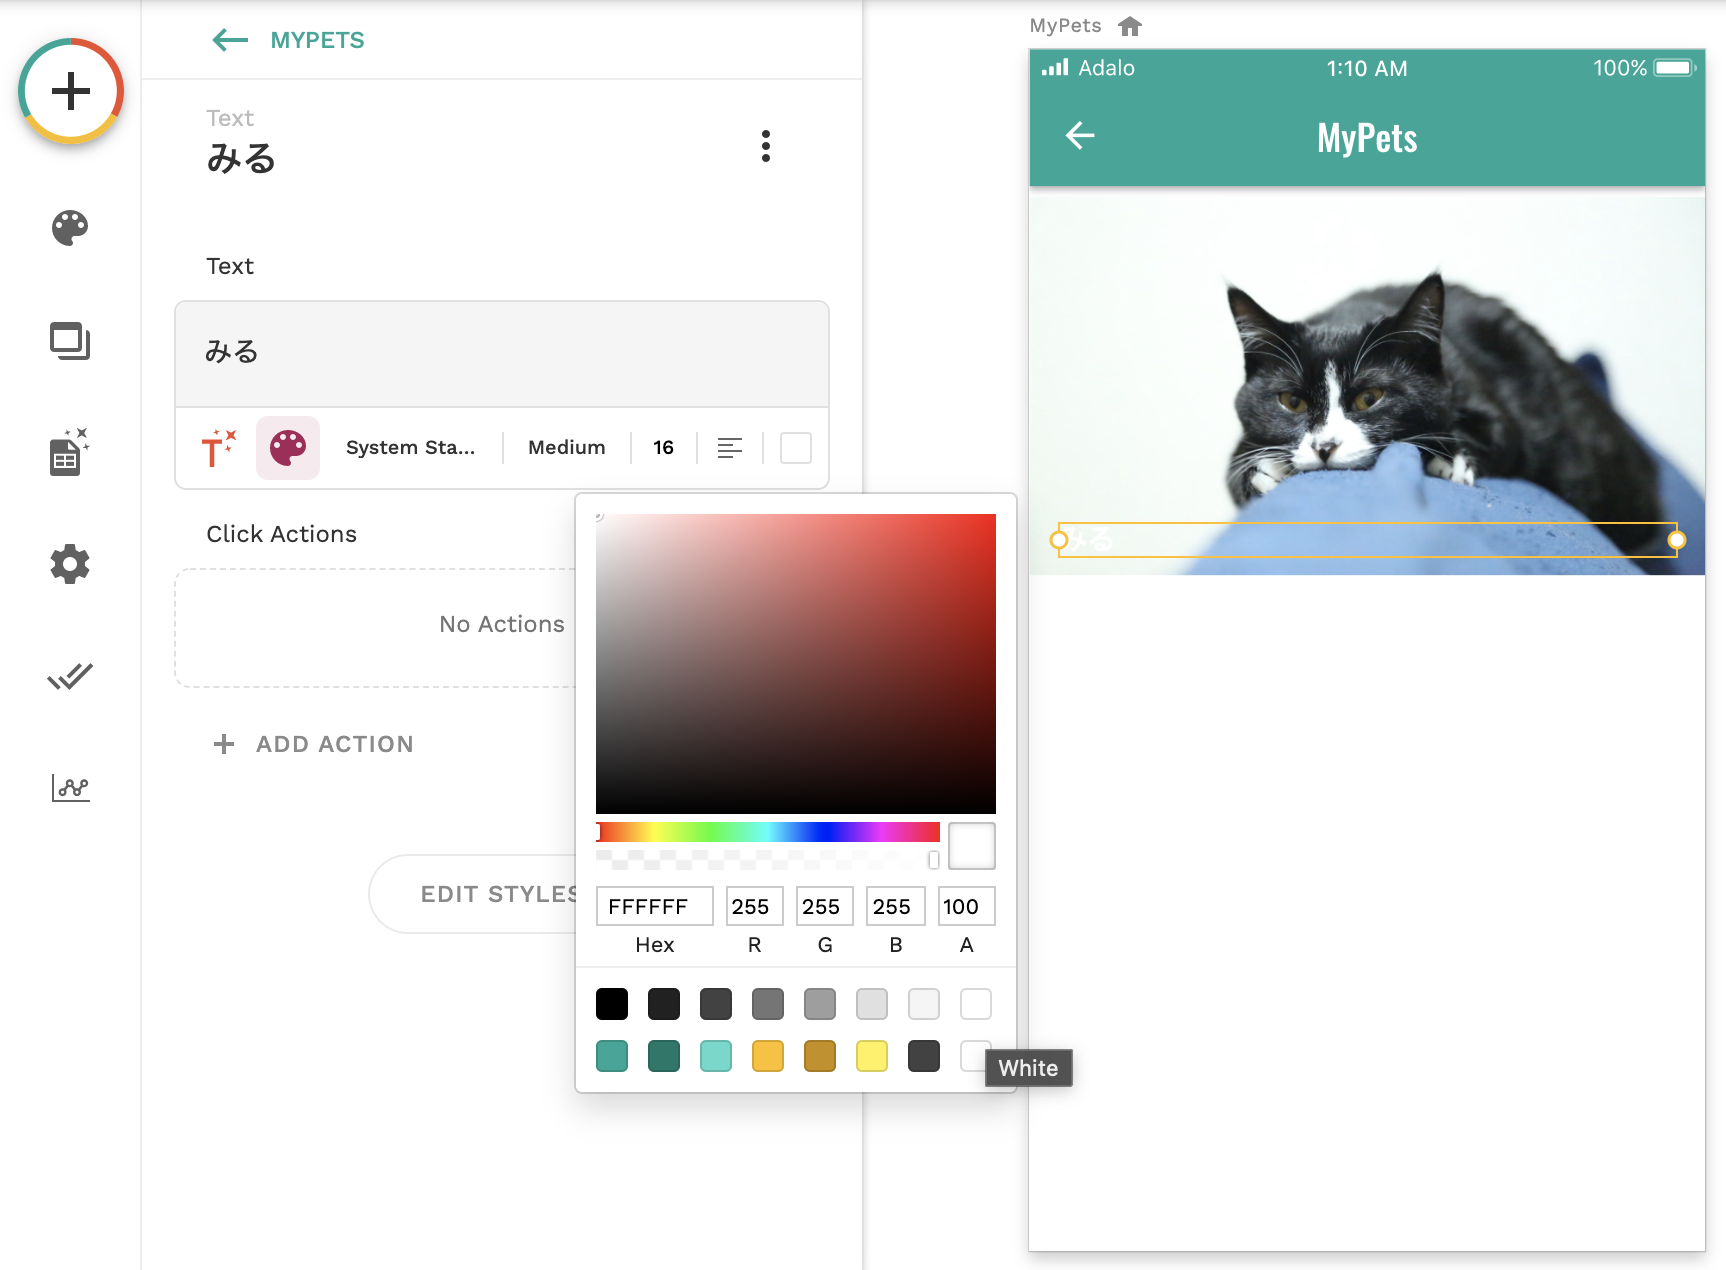 MYPETS
Text
みる
Text
みる
System Sta...
Medium
16
Click Actions
No Actions
ADD ACTION
EDIT STYLES
FFFFFF
255
255
255
100
Hex
R
G
B
A
White
MyPets
Adalo
1:10 AM
100%
MyPets
みる